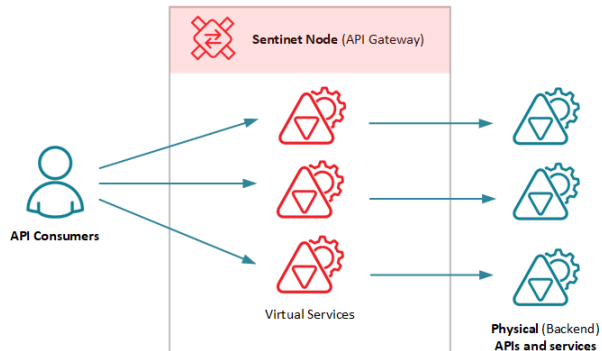 Sentinet Node (API Gateway)
API Consumers
Virtual Services
Physical (Backend)
APIs and services